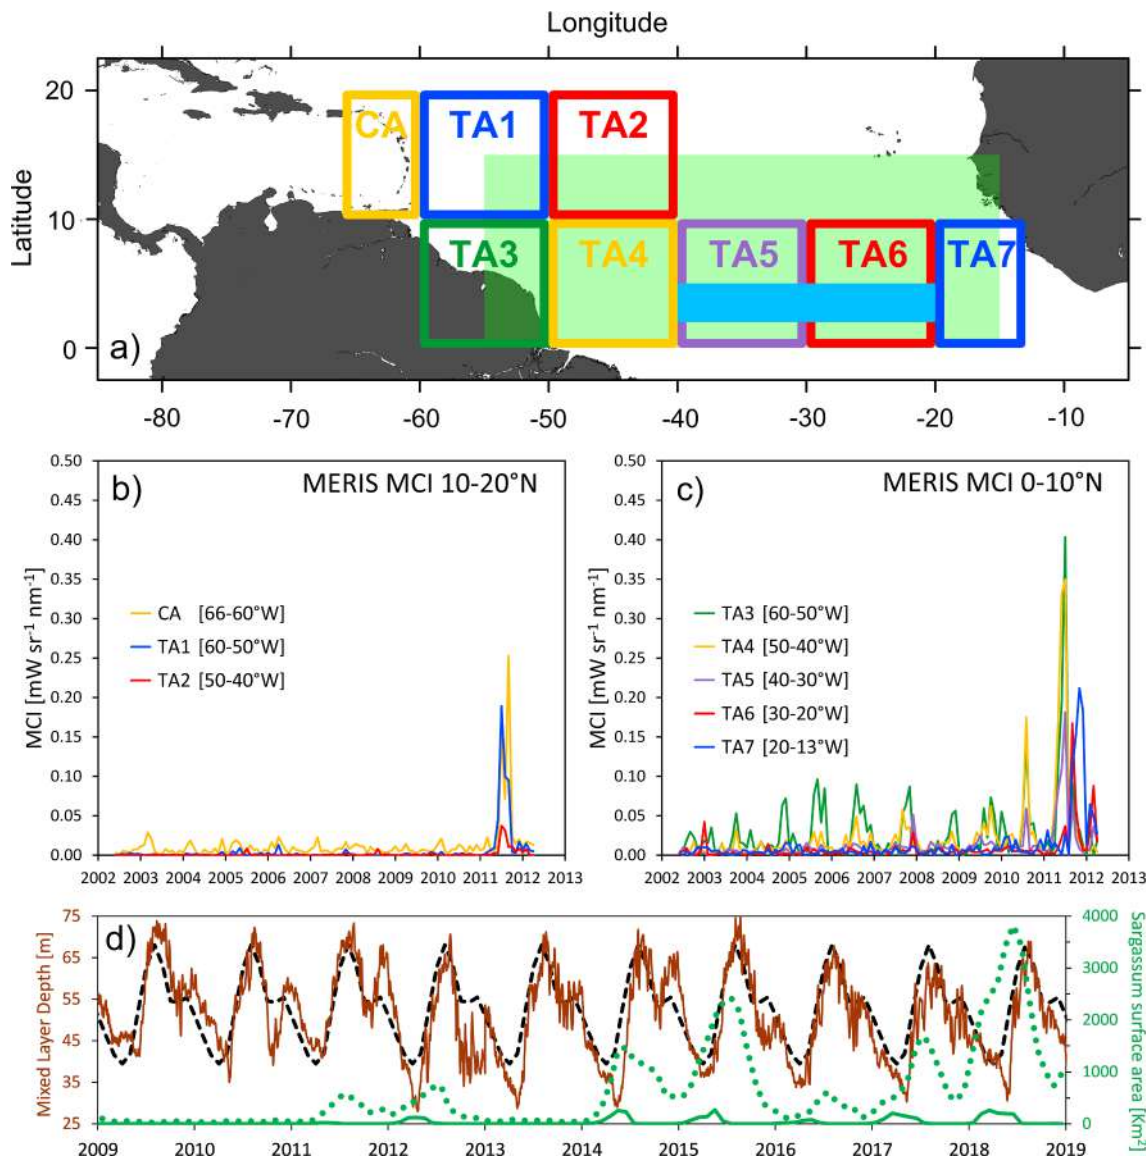 Longitude
20
10
0
Latitude
CA TA1 TA2
TA3 TA4 TA5 TA6 TA7
a)
-80 -70 -60 -50 -40 -30 -20 -10
b) MERIS MCI 10-20°N
MCI [mW sr⁻¹ nm⁻¹]
0.50
0.45
0.40
0.35
0.30
0.25
0.20
0.15
0.10
0.05
0.00
CA [66-60°W]
TA1 [60-50°W]
TA2 [50-40°W]
2002 2003 2004 2005 2006 2007 2008 2009 2010 2011 2012 2013
c) MERIS MCI 0-10°N
MCI [mW sr⁻¹ nm⁻¹]
0.50
0.45
0.40
0.35
0.30
0.25
0.20
0.15
0.10
0.05
0.00
TA3 [60-50°W]
TA4 [50-40°W]
TA5 [40-30°W]
TA6 [30-20°W]
TA7 [20-13°W]
2002 2003 2004 2005 2006 2007 2008 2009 2010 2011 2012 2013
d)
Mixed Layer Depth [m]
75
65
55
45
35
25
4000
3000
2000
1000
0
Sargassum surface area [Km²]
2009 2010 2011 2012 2013 2014 2015 2016 2017 2018 2019